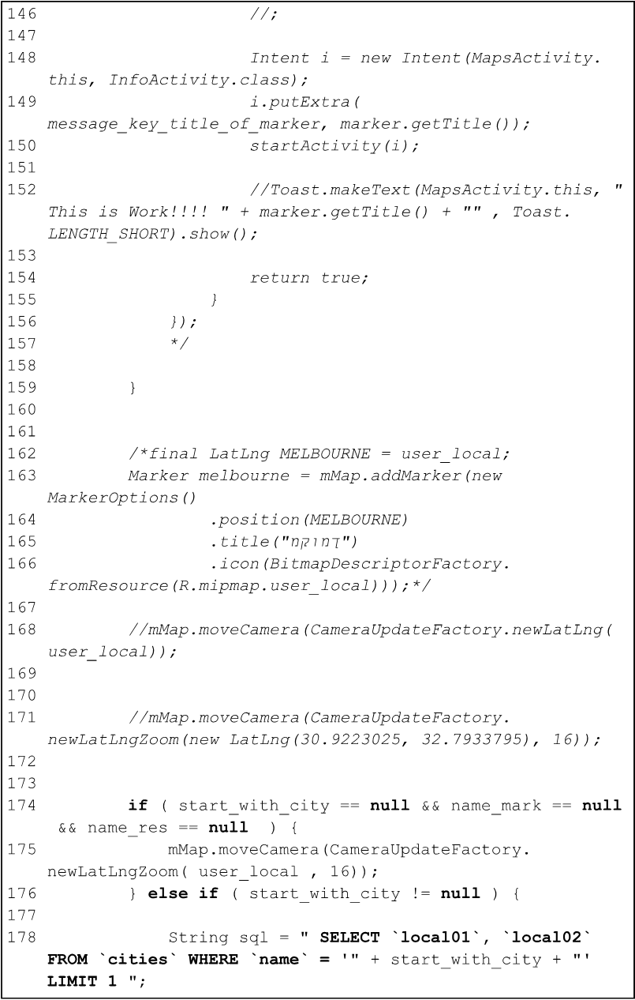 146 //;
147
148 Intent i = new Intent(MapsActivity.
this, InfoActivity.class);
149 i.putExtra(
message_key_title_of_marker, marker.getTitle());
150 startActivity(i);
151
152 //Toast.makeText(MapsActivity.this, "
This is Work!!!! " + marker.getTitle() + "" , Toast.
LENGTH_SHORT).show();
153
154 return true;
155 }
156 });
157 */
158
159 }
160
161
162 /*final LatLng MELBOURNE = user_local;
163 Marker melbourne = mMap.addMarker(new
MarkerOptions()
164 .position(MELBOURNE)
165 .title("מקומך")
166 .icon(BitmapDescriptorFactory.
fromResource(R.mipmap.user_local)));*/
167
168 //mMap.moveCamera(CameraUpdateFactory.newLatLng(
user_local));
169
170
171 //mMap.moveCamera(CameraUpdateFactory.
newLatLngZoom(new LatLng(30.9223025, 32.7933795), 16));
172
173
174 if ( start_with_city == null && name_mark == null
&& name_res == null  ) {
175 mMap.moveCamera(CameraUpdateFactory.
newLatLngZoom( user_local , 16));
176 } else if ( start_with_city != null ) {
177
178 String sql = " SELECT `local01`, `local02`
FROM `cities` WHERE `name` = '" + start_with_city + "'
LIMIT 1 ";